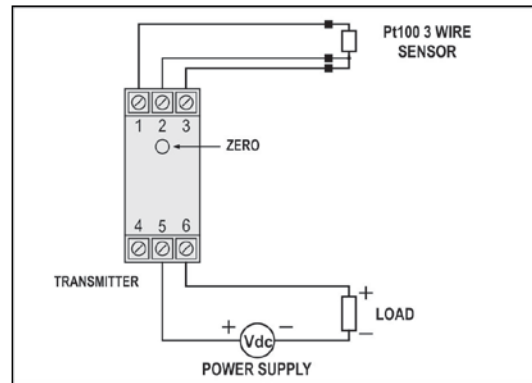 Pt100 3 WIRE
SENSOR
1 2 3
ZERO
4 5 6
TRANSMITTER
+
LOAD
–
+ Vdc –
POWER SUPPLY